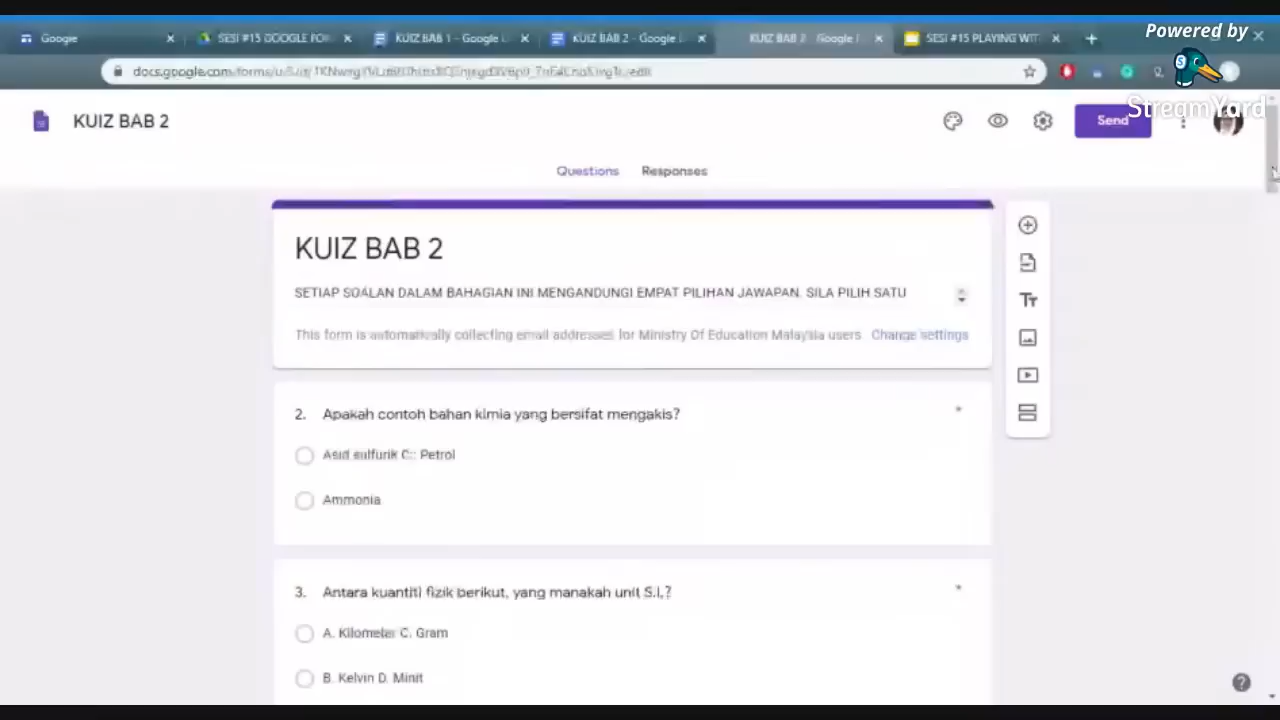 Powered by
StreamYard
Google
SESI #15 GOOGLE FOR
KUIZ BAB 1 - Google
KUIZ BAB 2 - Google
KUIZ BAB 2 Google
SESI #15 PLAYING WIT
docs.google.com/forms/
KUIZ BAB 2
Send
Questions Responses
KUIZ BAB 2
SETIAP SOALAN DALAM BAHAGIAN INI MENGANDUNGI EMPAT PILIHAN JAWAPAN. SILA PILIH SATU
This form is automatically collecting email addresses for Ministry Of Education Malaysia users Change settings
2. Apakah contoh bahan kimia yang bersifat mengakis? *
Asid sulfurik C:: Petrol
Ammonia
3. Antara kuantiti fizik berikut, yang manakah unit S.I,? *
A. Kilometer C. Gram
B. Kelvin D. Minit